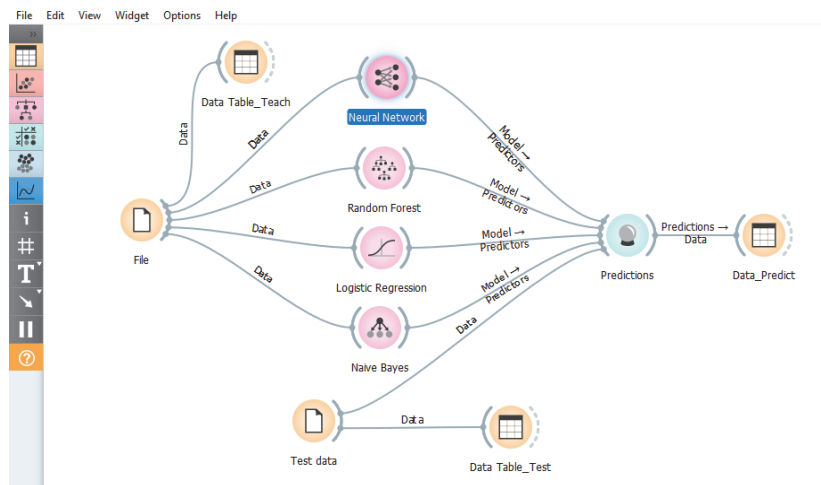 File Edit View Widget Options Help
»
Data Table_Teach
Data
Neural Network
Data
Model →
Predictors
Random Forest
Data
Model →
Predictors
File
Data
Logistic Regression
Model →
Predictors
Predictions
Predictions →
Data
Data_Predict
Data
Naive Bayes
Model →
Predictors
Data
Test data
Data
Data Table_Test
i
#
T
?